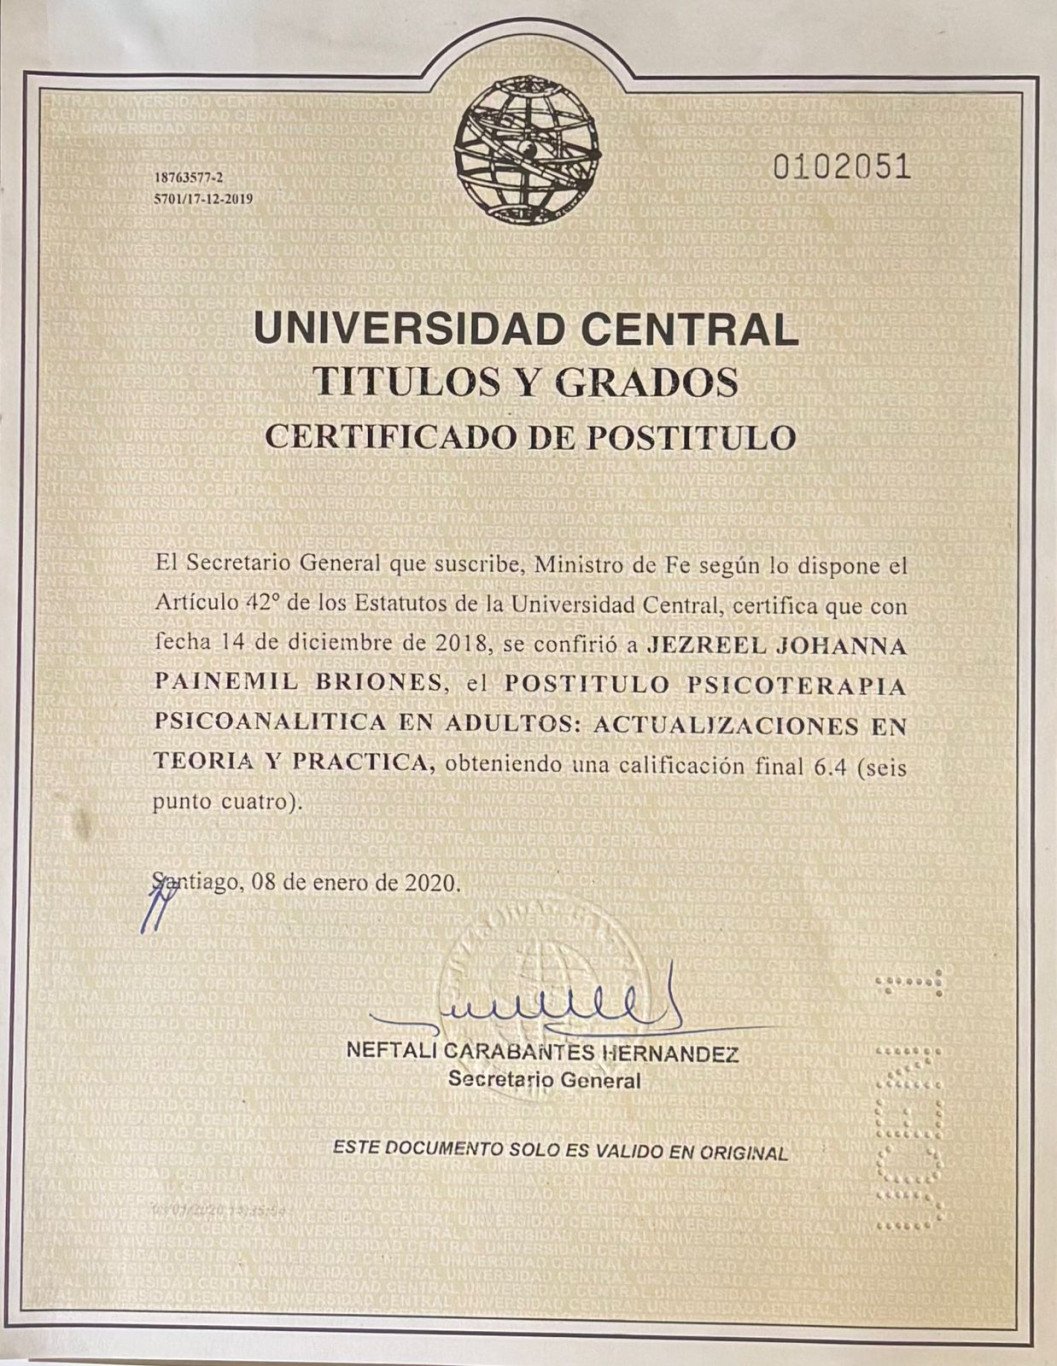 18763577-2
5701/17-12-2019
0102051
UNIVERSIDAD CENTRAL
TITULOS Y GRADOS
CERTIFICADO DE POSTITULO
El Secretario General que suscribe, Ministro de Fe según lo dispone el
Artículo 42° de los Estatutos de la Universidad Central, certifica que con
fecha 14 de diciembre de 2018, se confirió a JEZREEL JOHANNA
PAINEMIL BRIONES, el POSTITULO PSICOTERAPIA
PSICOANALITICA EN ADULTOS: ACTUALIZACIONES EN
TEORIA Y PRACTICA, obteniendo una calificación final 6.4 (seis
punto cuatro).
Santiago, 08 de enero de 2020.
NEFTALI CARABANTES HERNANDEZ
Secretario General
ESTE DOCUMENTO SOLO ES VALIDO EN ORIGINAL